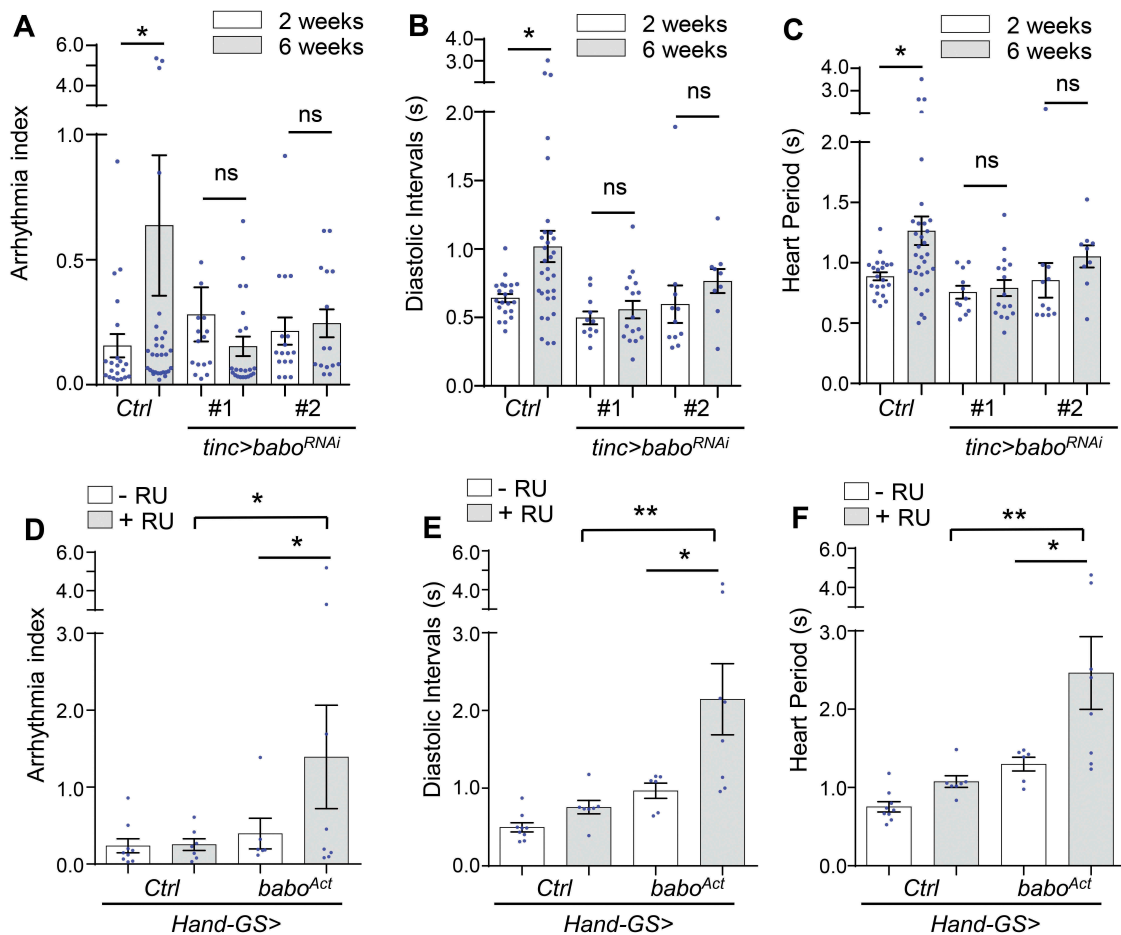 A
2 weeks
6 weeks
Arrhythmia index
6.0
4.0
1.0
0.5
0.0
*
ns
ns
Ctrl
#1
#2
tinc>babo^RNAi
B
2 weeks
6 weeks
Diastolic Intervals (s)
4.0
3.0
2.0
1.5
1.0
0.5
0.0
*
ns
ns
Ctrl
#1
#2
tinc>babo^RNAi
C
2 weeks
6 weeks
Heart Period (s)
4.0
3.0
2.0
1.5
1.0
0.5
0.0
*
ns
ns
Ctrl
#1
#2
tinc>babo^RNAi
D
- RU
+ RU
Arrhythmia index
6.0
4.0
3.0
2.0
1.0
0.0
*
*
Ctrl
babo^Act
Hand-GS>
E
- RU
+ RU
Diastolic Intervals (s)
6.0
4.0
3.0
2.0
1.0
0.0
**
*
Ctrl
babo^Act
Hand-GS>
F
- RU
+ RU
Heart Period (s)
6.0
4.0
3.0
2.0
1.0
0.0
**
*
Ctrl
babo^Act
Hand-GS>